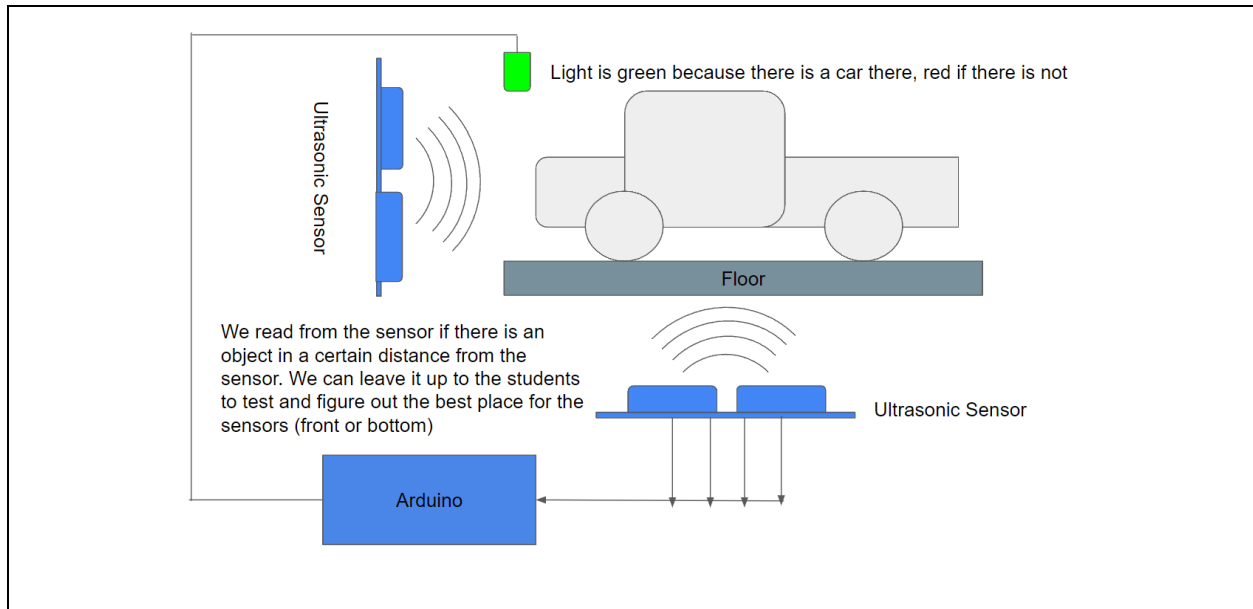 Light is green because there is a car there, red if there is not
Ultrasonic Sensor
Floor
We read from the sensor if there is an
object in a certain distance from the
sensor. We can leave it up to the students
to test and figure out the best place for the
sensors (front or bottom)
Ultrasonic Sensor
Arduino